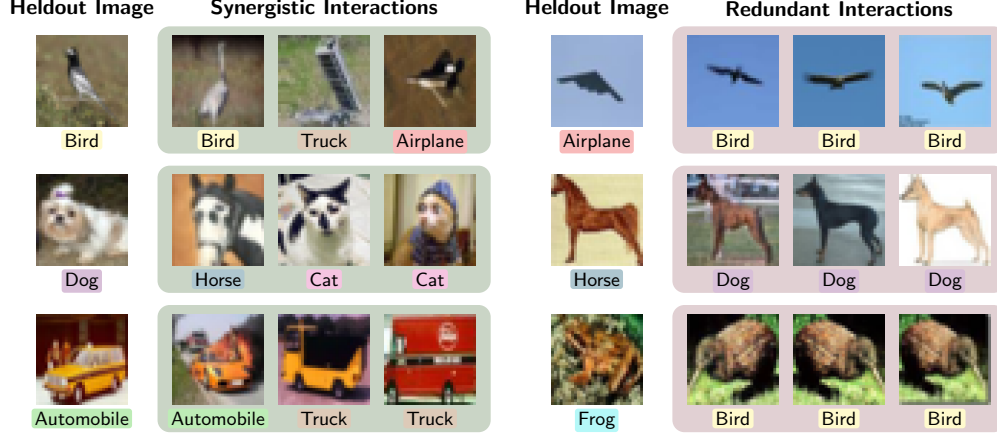 Heldout Image Synergistic Interactions Heldout Image Redundant Interactions
Bird Bird Truck Airplane Airplane Bird Bird Bird
Dog Horse Cat Cat Horse Dog Dog Dog
Automobile Automobile Truck Truck Frog Bird Bird Bird